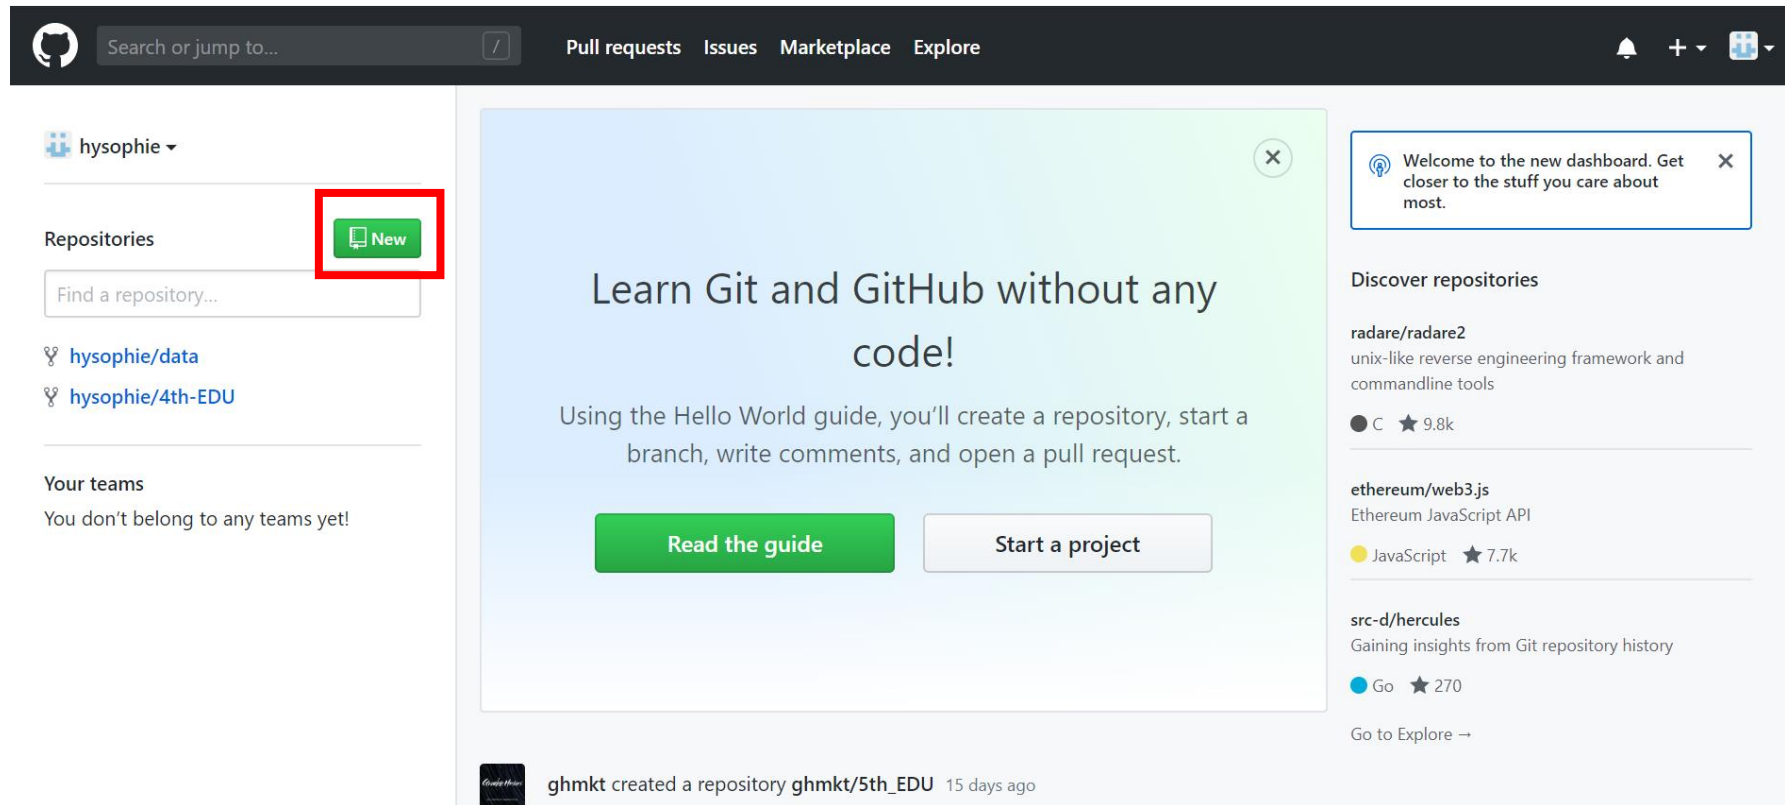 Search or jump to...
/
Pull requests Issues Marketplace Explore
hysophie
Repositories
New
Find a repository...
hysophie/data
hysophie/4th-EDU
Your teams
You don't belong to any teams yet!
Learn Git and GitHub without any
code!
Using the Hello World guide, you'll create a repository, start a
branch, write comments, and open a pull request.
Read the guide
Start a project
ghmkt created a repository ghmkt/5th_EDU 15 days ago
Welcome to the new dashboard. Get
closer to the stuff you care about
most.
Discover repositories
radare/radare2
unix-like reverse engineering framework and
commandline tools
C 9.8k
ethereum/web3.js
Ethereum JavaScript API
JavaScript 7.7k
src-d/hercules
Gaining insights from Git repository history
Go 270
Go to Explore →